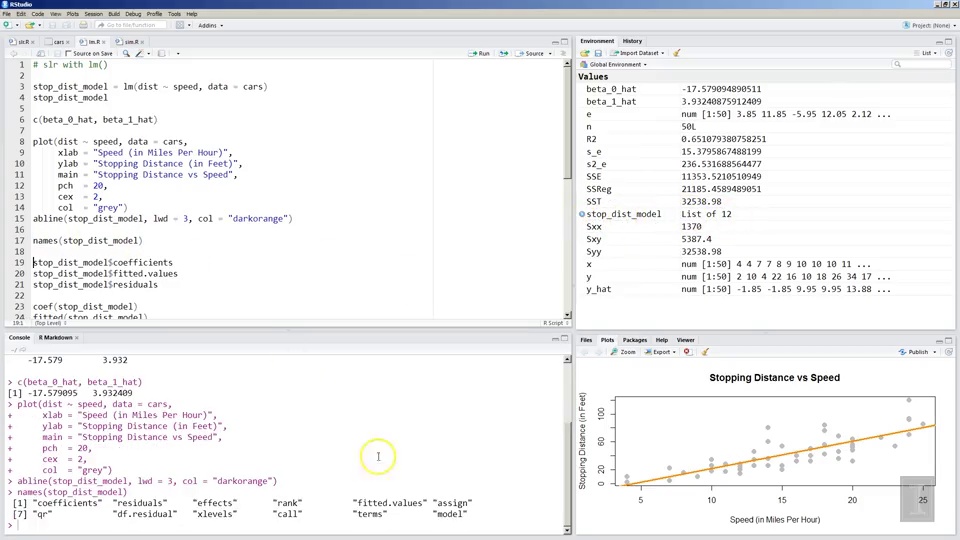 RStudio
File Edit Code View Plots Session Build Debug Profile Tools Help
Go to file/function Addins Project: (None)
slr.R cars lm.R sim.R
Source on Save Run Source
1 # slr with lm()
2
3 stop_dist_model = lm(dist ~ speed, data = cars)
4 stop_dist_model
5
6 c(beta_0_hat, beta_1_hat)
7
8 plot(dist ~ speed, data = cars,
9 xlab = "Speed (in Miles Per Hour)",
10 ylab = "Stopping Distance (in Feet)",
11 main = "Stopping Distance vs Speed",
12 pch = 20,
13 cex = 2,
14 col = "grey")
15 abline(stop_dist_model, lwd = 3, col = "darkorange")
16
17 names(stop_dist_model)
18
19 stop_dist_model$coefficients
20 stop_dist_model$fitted.values
21 stop_dist_model$residuals
22
23 coef(stop_dist_model)
24 fitted(stop_dist_model)
19:1 (Top Level) R Script
Console R Markdown
~/
-17.579 3.932
> c(beta_0_hat, beta_1_hat)
[1] -17.579095 3.932409
> plot(dist ~ speed, data = cars,
+ xlab = "Speed (in Miles Per Hour)",
+ ylab = "Stopping Distance (in Feet)",
+ main = "Stopping Distance vs Speed",
+ pch = 20,
+ cex = 2,
+ col = "grey")
> abline(stop_dist_model, lwd = 3, col = "darkorange")
> names(stop_dist_model)
[1] "coefficients" "residuals" "effects" "rank" "fitted.values" "assign"
[7] "qr" "df.residual" "xlevels" "call" "terms" "model"
>
Environment History
Import Dataset List
Global Environment
Values
beta_0_hat -17.579094890511
beta_1_hat 3.93240875912409
e num [1:50] 3.85 11.85 -5.95 12.05 2.12 ...
n 50L
R2 0.651079380758251
s_e 15.3795867488199
s2_e 236.531688564477
SSE 11353.5210510949
SSReg 21185.4589489051
SST 32538.98
stop_dist_model List of 12
Sxx 1370
Sxy 5387.4
Syy 32538.98
x num [1:50] 4 4 7 7 8 9 10 10 10 11 ...
y num [1:50] 2 10 4 22 16 10 18 26 34 17 ...
y_hat num [1:50] -1.85 -1.85 9.95 9.95 13.88 ...
Files Plots Packages Help Viewer
Zoom Export Publish
Stopping Distance vs Speed
Stopping Distance (in Feet)
100
60
20
0
5 10 15 20 25
Speed (in Miles Per Hour)
I